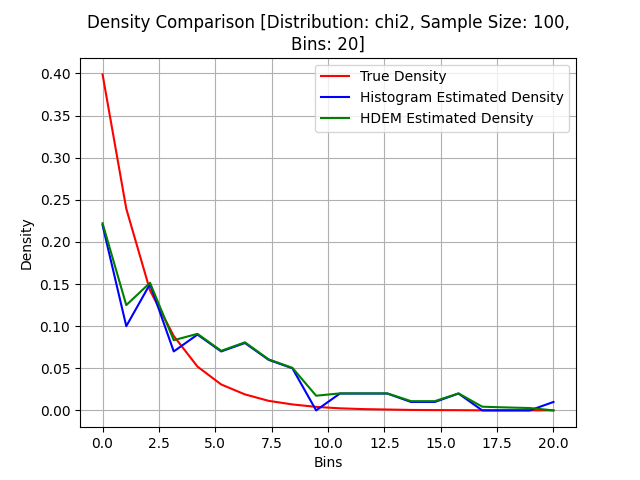 Density Comparison [Distribution: chi2, Sample Size: 100,
Bins: 20]
True Density
Histogram Estimated Density
HDEM Estimated Density
Density
0.40
0.35
0.30
0.25
0.20
0.15
0.10
0.05
0.00
0.0 2.5 5.0 7.5 10.0 12.5 15.0 17.5 20.0
Bins